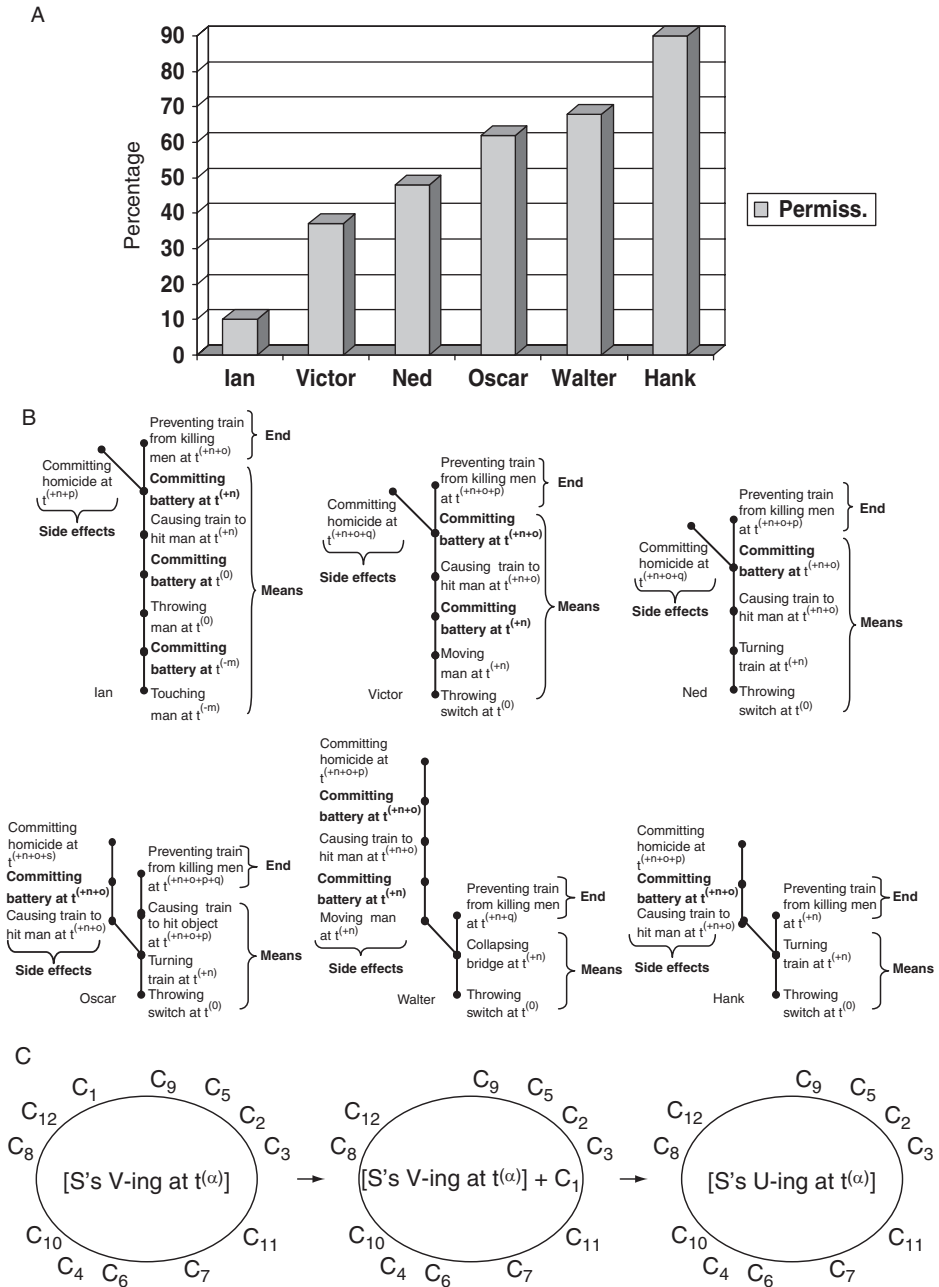 A
Percentage
90
80
70
60
50
40
30
20
10
0
Ian Victor Ned Oscar Walter Hank
Permiss.
B
Preventing train
from killing
men at t(+n+o)
End
Committing
homicide at
t(+n+p)
Side effects
Committing
battery at t(+n)
Causing train to
hit man at t(+n)
Committing
battery at t(0)
Throwing
man at t(0)
Committing
battery at t(-m)
Touching
man at t(-m)
Means
Ian
Preventing train
from killing men
at t(+n+o+p)
End
Committing
homicide at
t(+n+o+q)
Side effects
Committing
battery at t(+n+o)
Causing train to
hit man at t(+n+o)
Committing
battery at t(+n)
Moving
man at t(+n)
Throwing
switch at t(0)
Means
Victor
Preventing train
from killing men
at t(+n+o+p)
End
Committing
homicide at
t(+n+o+q)
Side effects
Committing
battery at t(+n+o)
Causing train to
hit man at t(+n+o)
Turning
train at t(+n)
Throwing
switch at t(0)
Means
Ned
Committing
homicide at
t(+n+o+s)
Committing
battery at t(+n+o)
Causing train to
hit man at t(+n+o)
Side effects
Preventing train
from killing men
at t(+n+o+p+q)
End
Causing train
to hit object
at t(+n+o+p)
Turning
train at t(+n)
Throwing
switch at t(0)
Means
Oscar
Committing
homicide at
t(+n+o+p)
Committing
battery at t(+n+o)
Causing train to
hit man at t(+n+o)
Committing
battery at t(+n)
Moving man
at t(+n)
Side effects
Preventing train
from killing men
at t(+n+q)
End
Collapsing
bridge at t(+n)
Throwing
switch at t(0)
Means
Walter
Committing
homicide at
t(+n+o+p)
Committing
battery at t(+n+o)
Causing train to
hit man at t(+n+o)
Side effects
Preventing train
from killing men
at t(+n)
End
Turning
train at t(+n)
Throwing
switch at t(0)
Means
Hank
C
C1 C9 C5 C2 C3 C12 C8 C10 C4 C6 C7 C11
[S's V-ing at t(α)]
C9 C5 C2 C3 C12 C8 C10 C4 C6 C7 C11
[S's V-ing at t(α)] + C1
C9 C5 C2 C3 C12 C8 C10 C4 C6 C7 C11
[S's U-ing at t(α)]